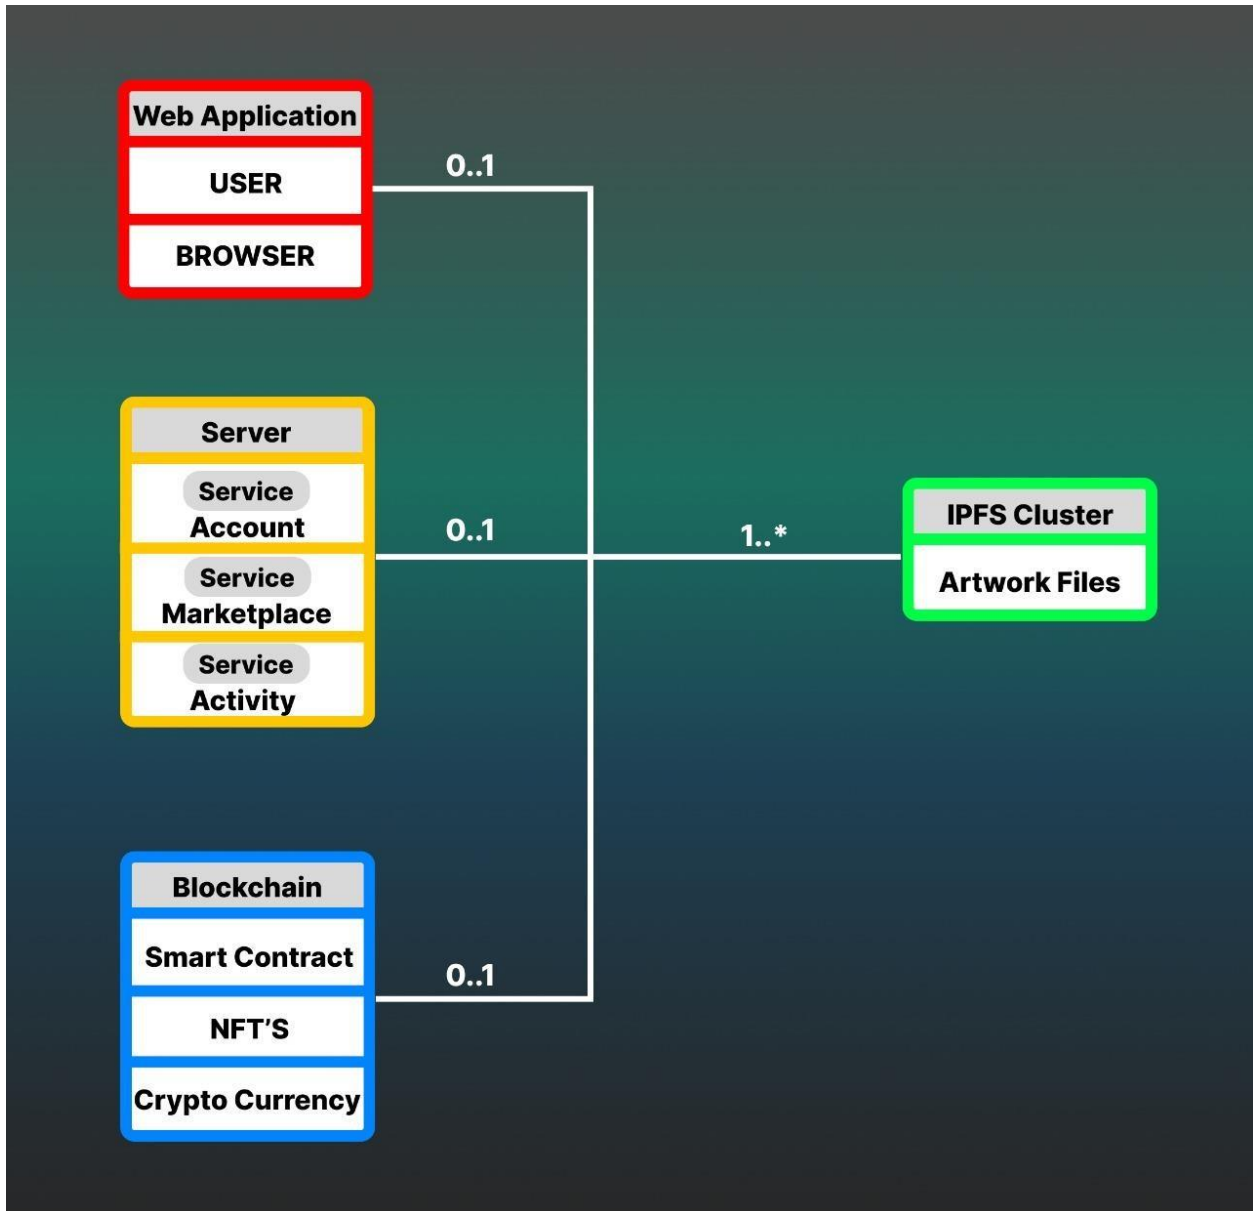 Web Application
USER
BROWSER
0..1
Server
Service
Account
Service
Marketplace
Service
Activity
0..1
1..*
IPFS Cluster
Artwork Files
Blockchain
Smart Contract
NFT'S
Crypto Currency
0..1